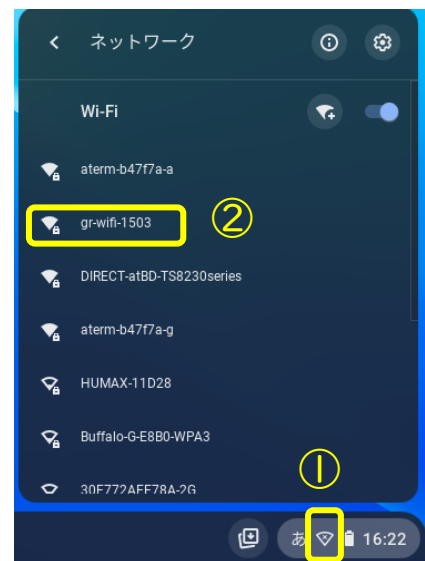 ネットワーク
Wi-Fi
aterm-b47f7a-a
gr-wifi-1503
②
DIRECT-atBD-TS8230series
aterm-b47f7a-g
HUMAX-11D28
Buffalo-G-E8B0-WPA3
①
30F772AFF78A-2G
あ 16:22